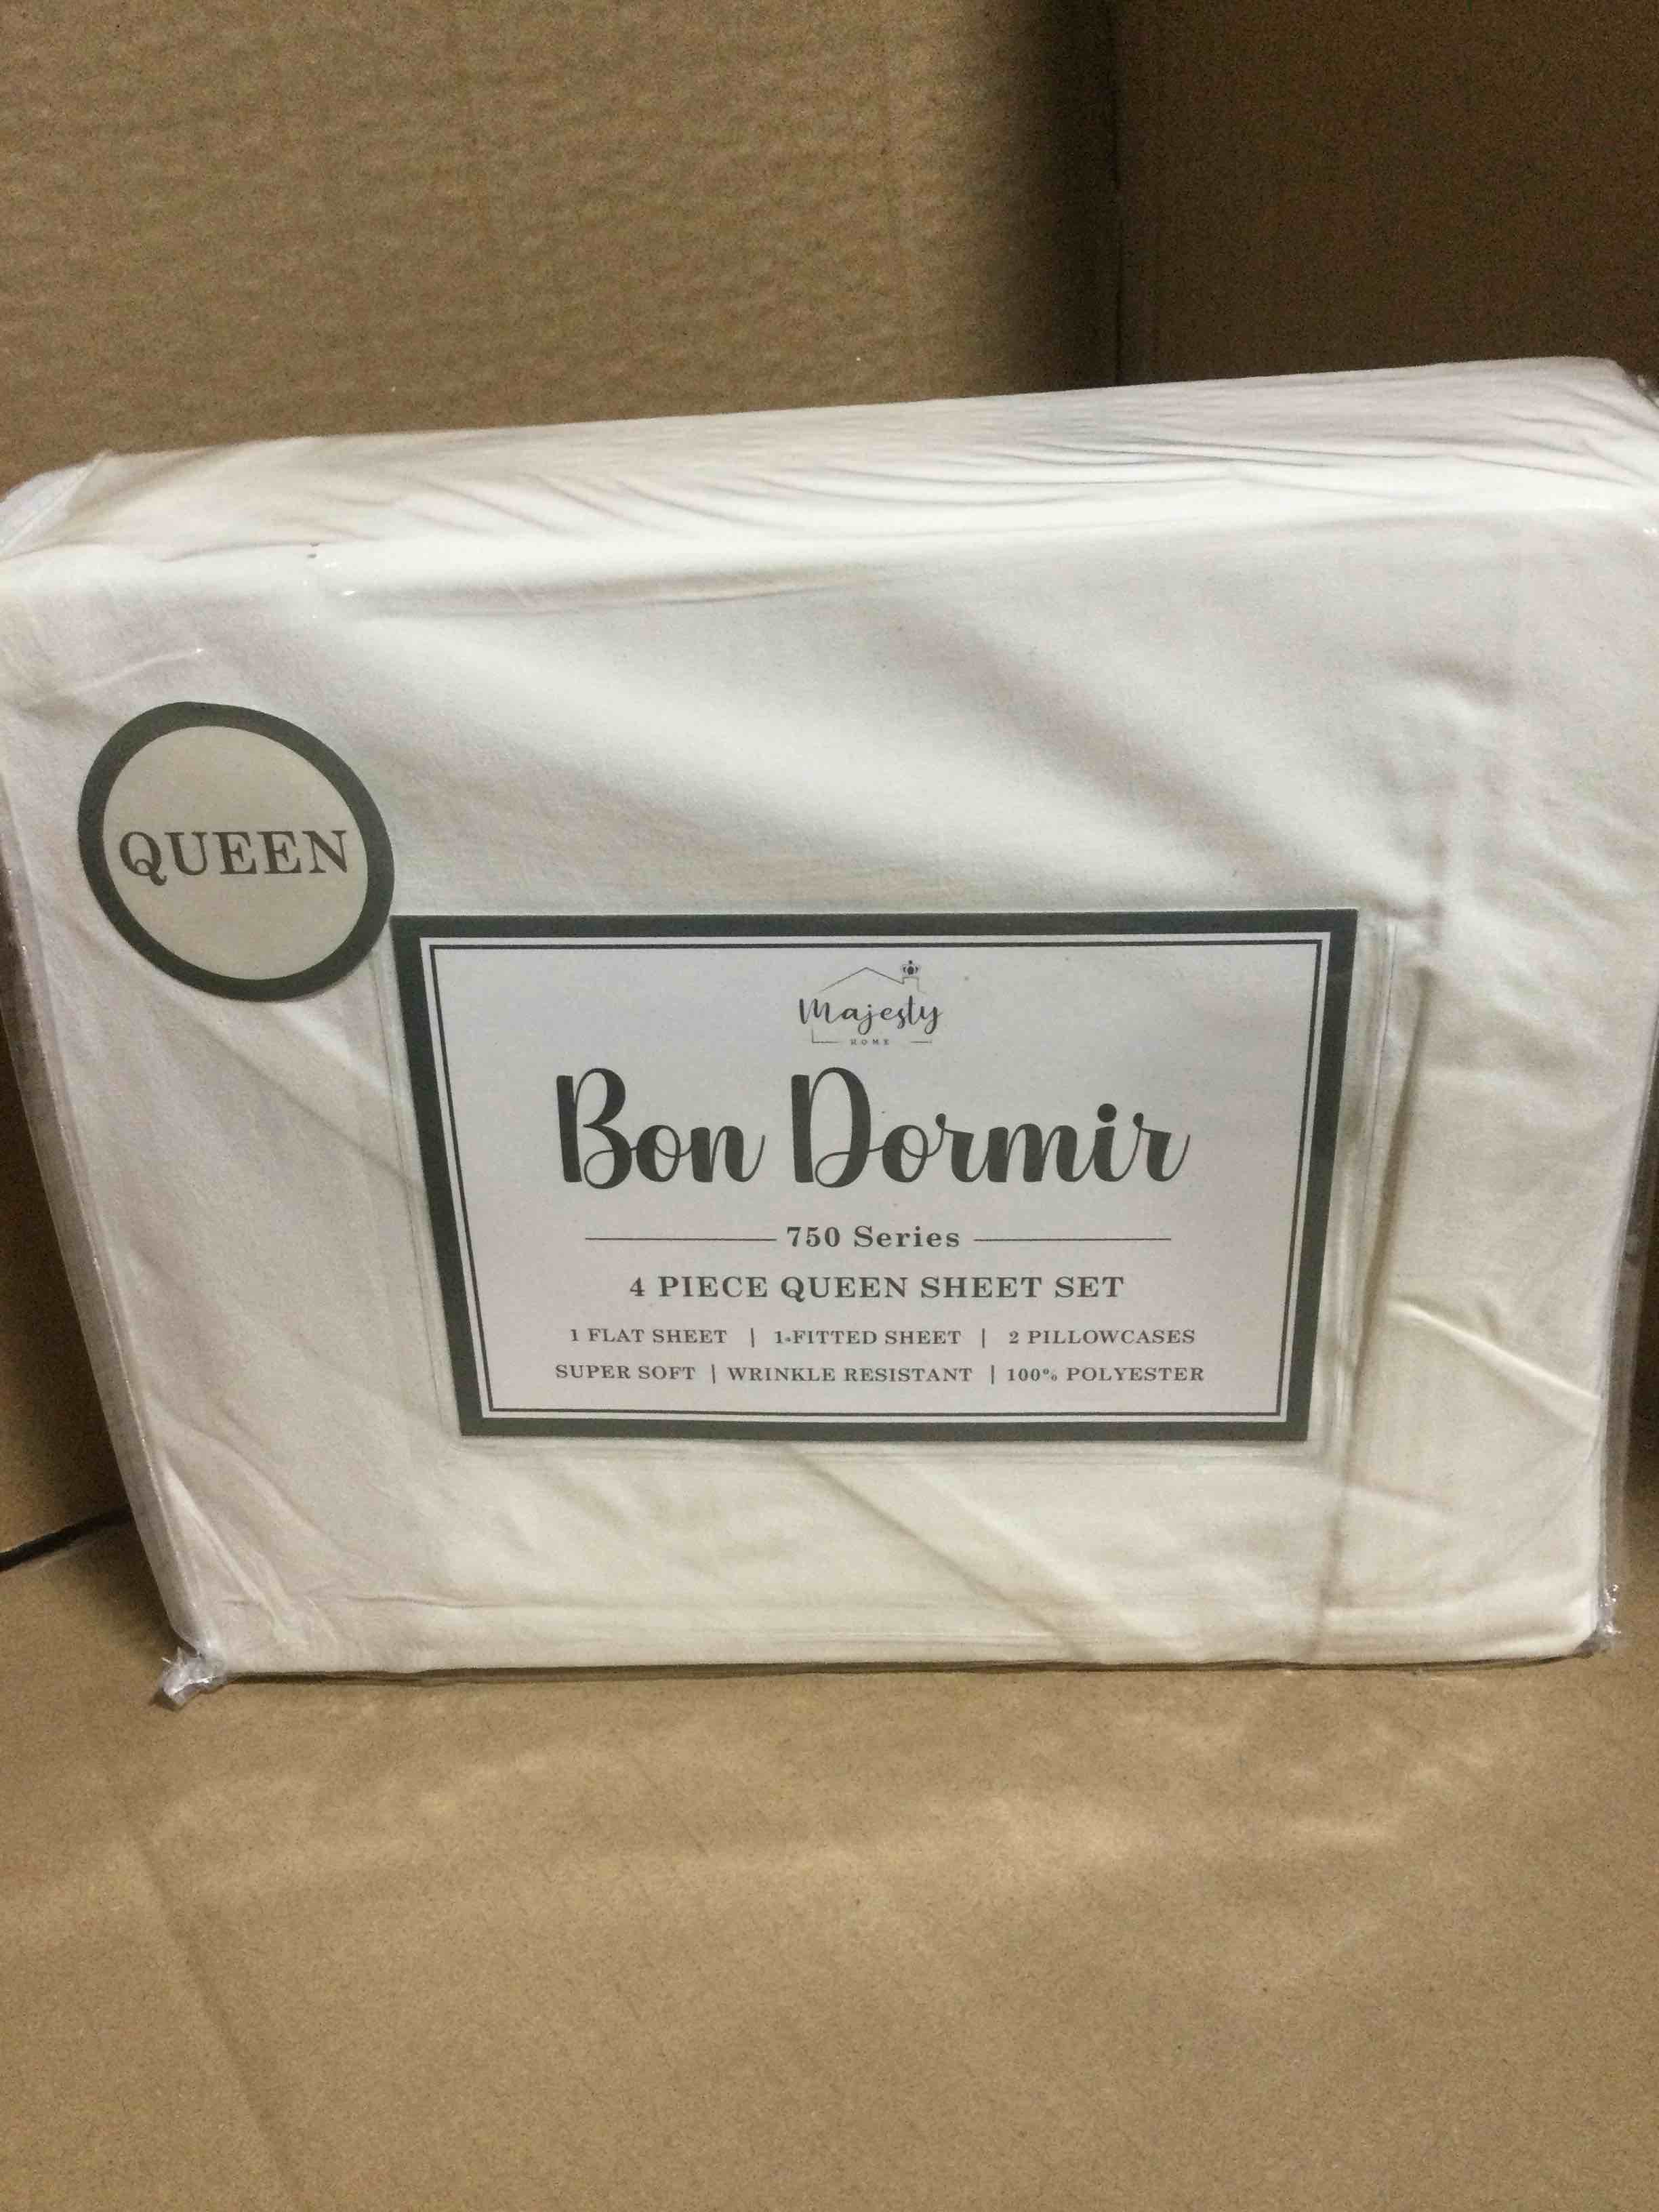 QUEEN
Majesty
HOME
Bon Dormir
750 Series
4 PIECE QUEEN SHEET SET
1 FLAT SHEET | 1 FITTED SHEET | 2 PILLOWCASES
SUPER SOFT | WRINKLE RESISTANT | 100% POLYESTER